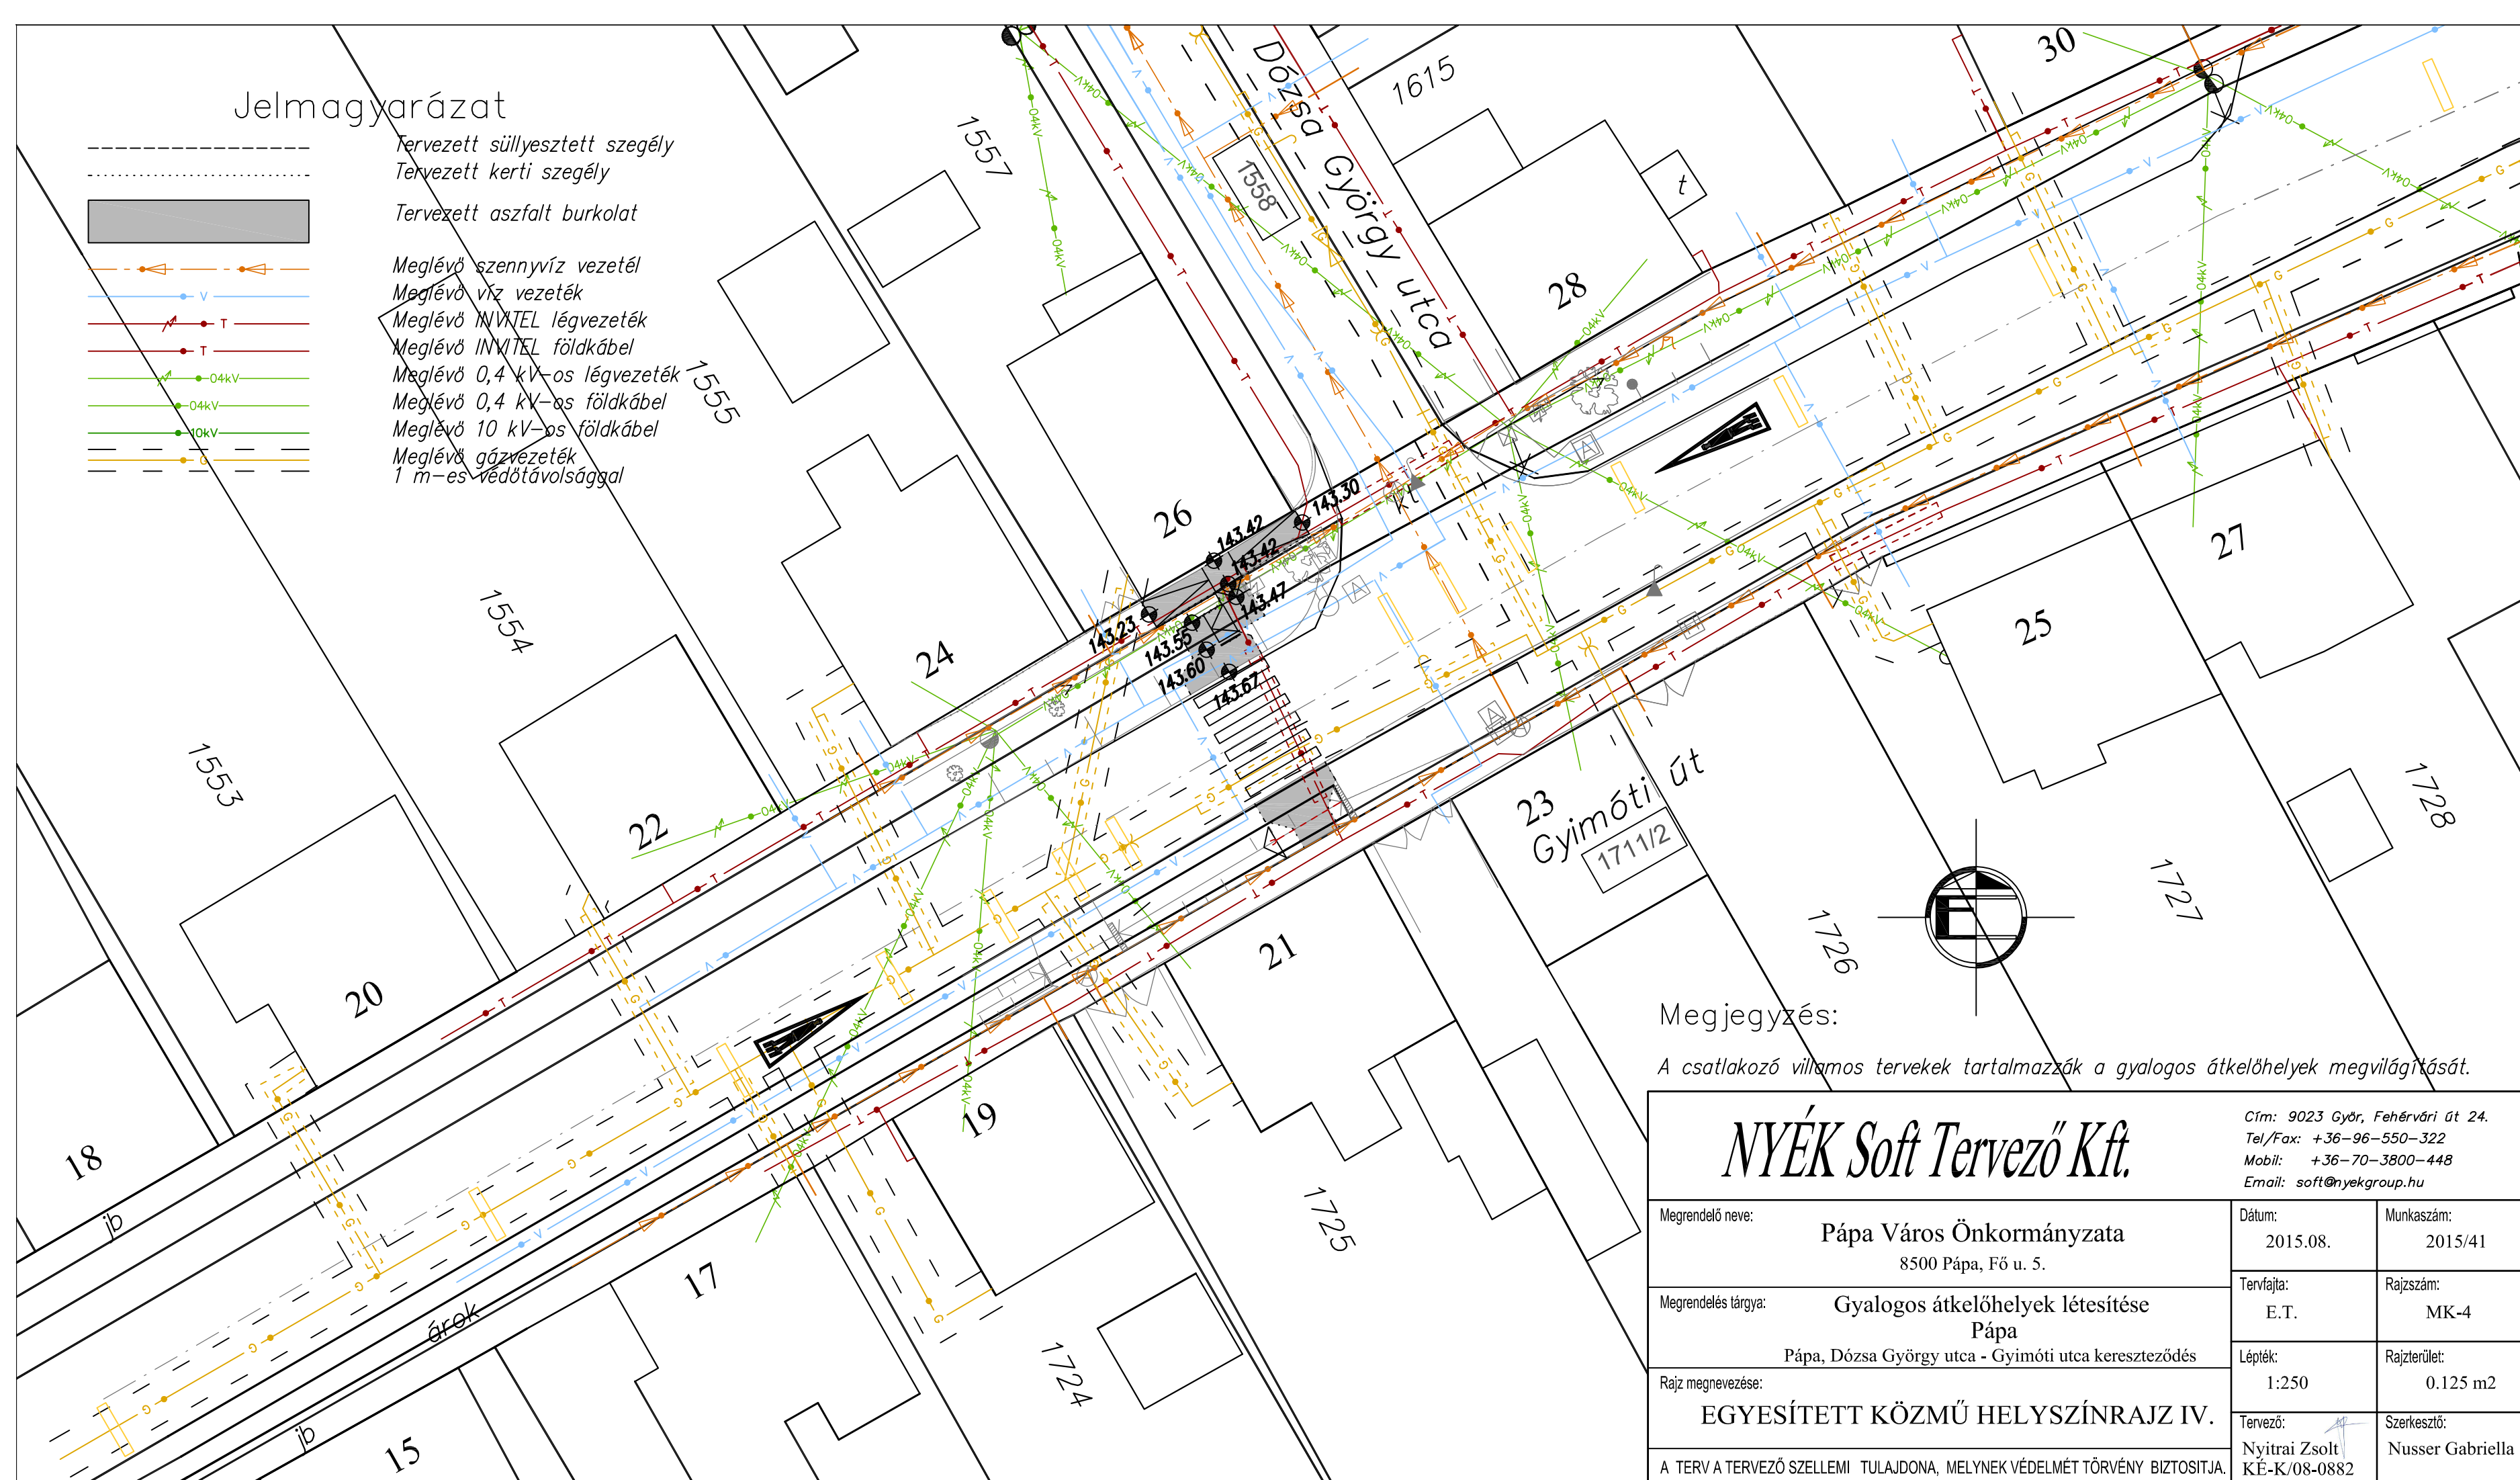 Jelmagyarázat
Tervezett süllyesztett szegély
Tervezett kerti szegély
Tervezett aszfalt burkolat
Meglévő szennyvíz vezetél
Meglévő víz vezeték
Meglévő INVITEL légvezeték
Meglévő INVITEL földkábel
Meglévő 0,4 kV-os légvezeték
Meglévő 0,4 kV-os földkábel
Meglévő 10 kV-os földkábel
Meglévő gázvezeték
1 m-es védőtávolsággal
V
T
T
04kV
04kV
10kV
G
Dózsa György utca
1558
1615
1557
1555
1554
1553
30
28
t
26
24
22
20
18
jb
143.30
143.42
143.42
143.47
143.23
143.55
143.60
143.67
kt
27
25
23
21
19
17
15
árok
jb
Gyimóti út
1711/2
1728
1727
1726
1725
1724
Megjegyzés:
A csatlakozó villamos tervekek tartalmazzák a gyalogos átkelőhelyek megvilágítását.
NYÉK Soft Tervező Kft.
Cím: 9023 Győr, Fehérvári út 24.
Tel/Fax: +36-96-550-322
Mobil: +36-70-3800-448
Email: soft@nyekgroup.hu
Megrendelő neve:
Pápa Város Önkormányzata
8500 Pápa, Fő u. 5.
Dátum:
2015.08.
Munkaszám:
2015/41
Megrendelés tárgya:
Gyalogos átkelőhelyek létesítése
Pápa
Pápa, Dózsa György utca - Gyimóti utca kereszteződés
Tervfajta:
E.T.
Rajzszám:
MK-4
Lépték:
1:250
Rajzterület:
0.125 m2
Rajz megnevezése:
EGYESÍTETT KÖZMŰ HELYSZÍNRAJZ IV.
Tervező:
Nyitrai Zsolt
KÉ-K/08-0882
Szerkesztő:
Nusser Gabriella
A TERV A TERVEZŐ SZELLEMI TULAJDONA, MELYNEK VÉDELMÉT TÖRVÉNY BIZTOSITJA.